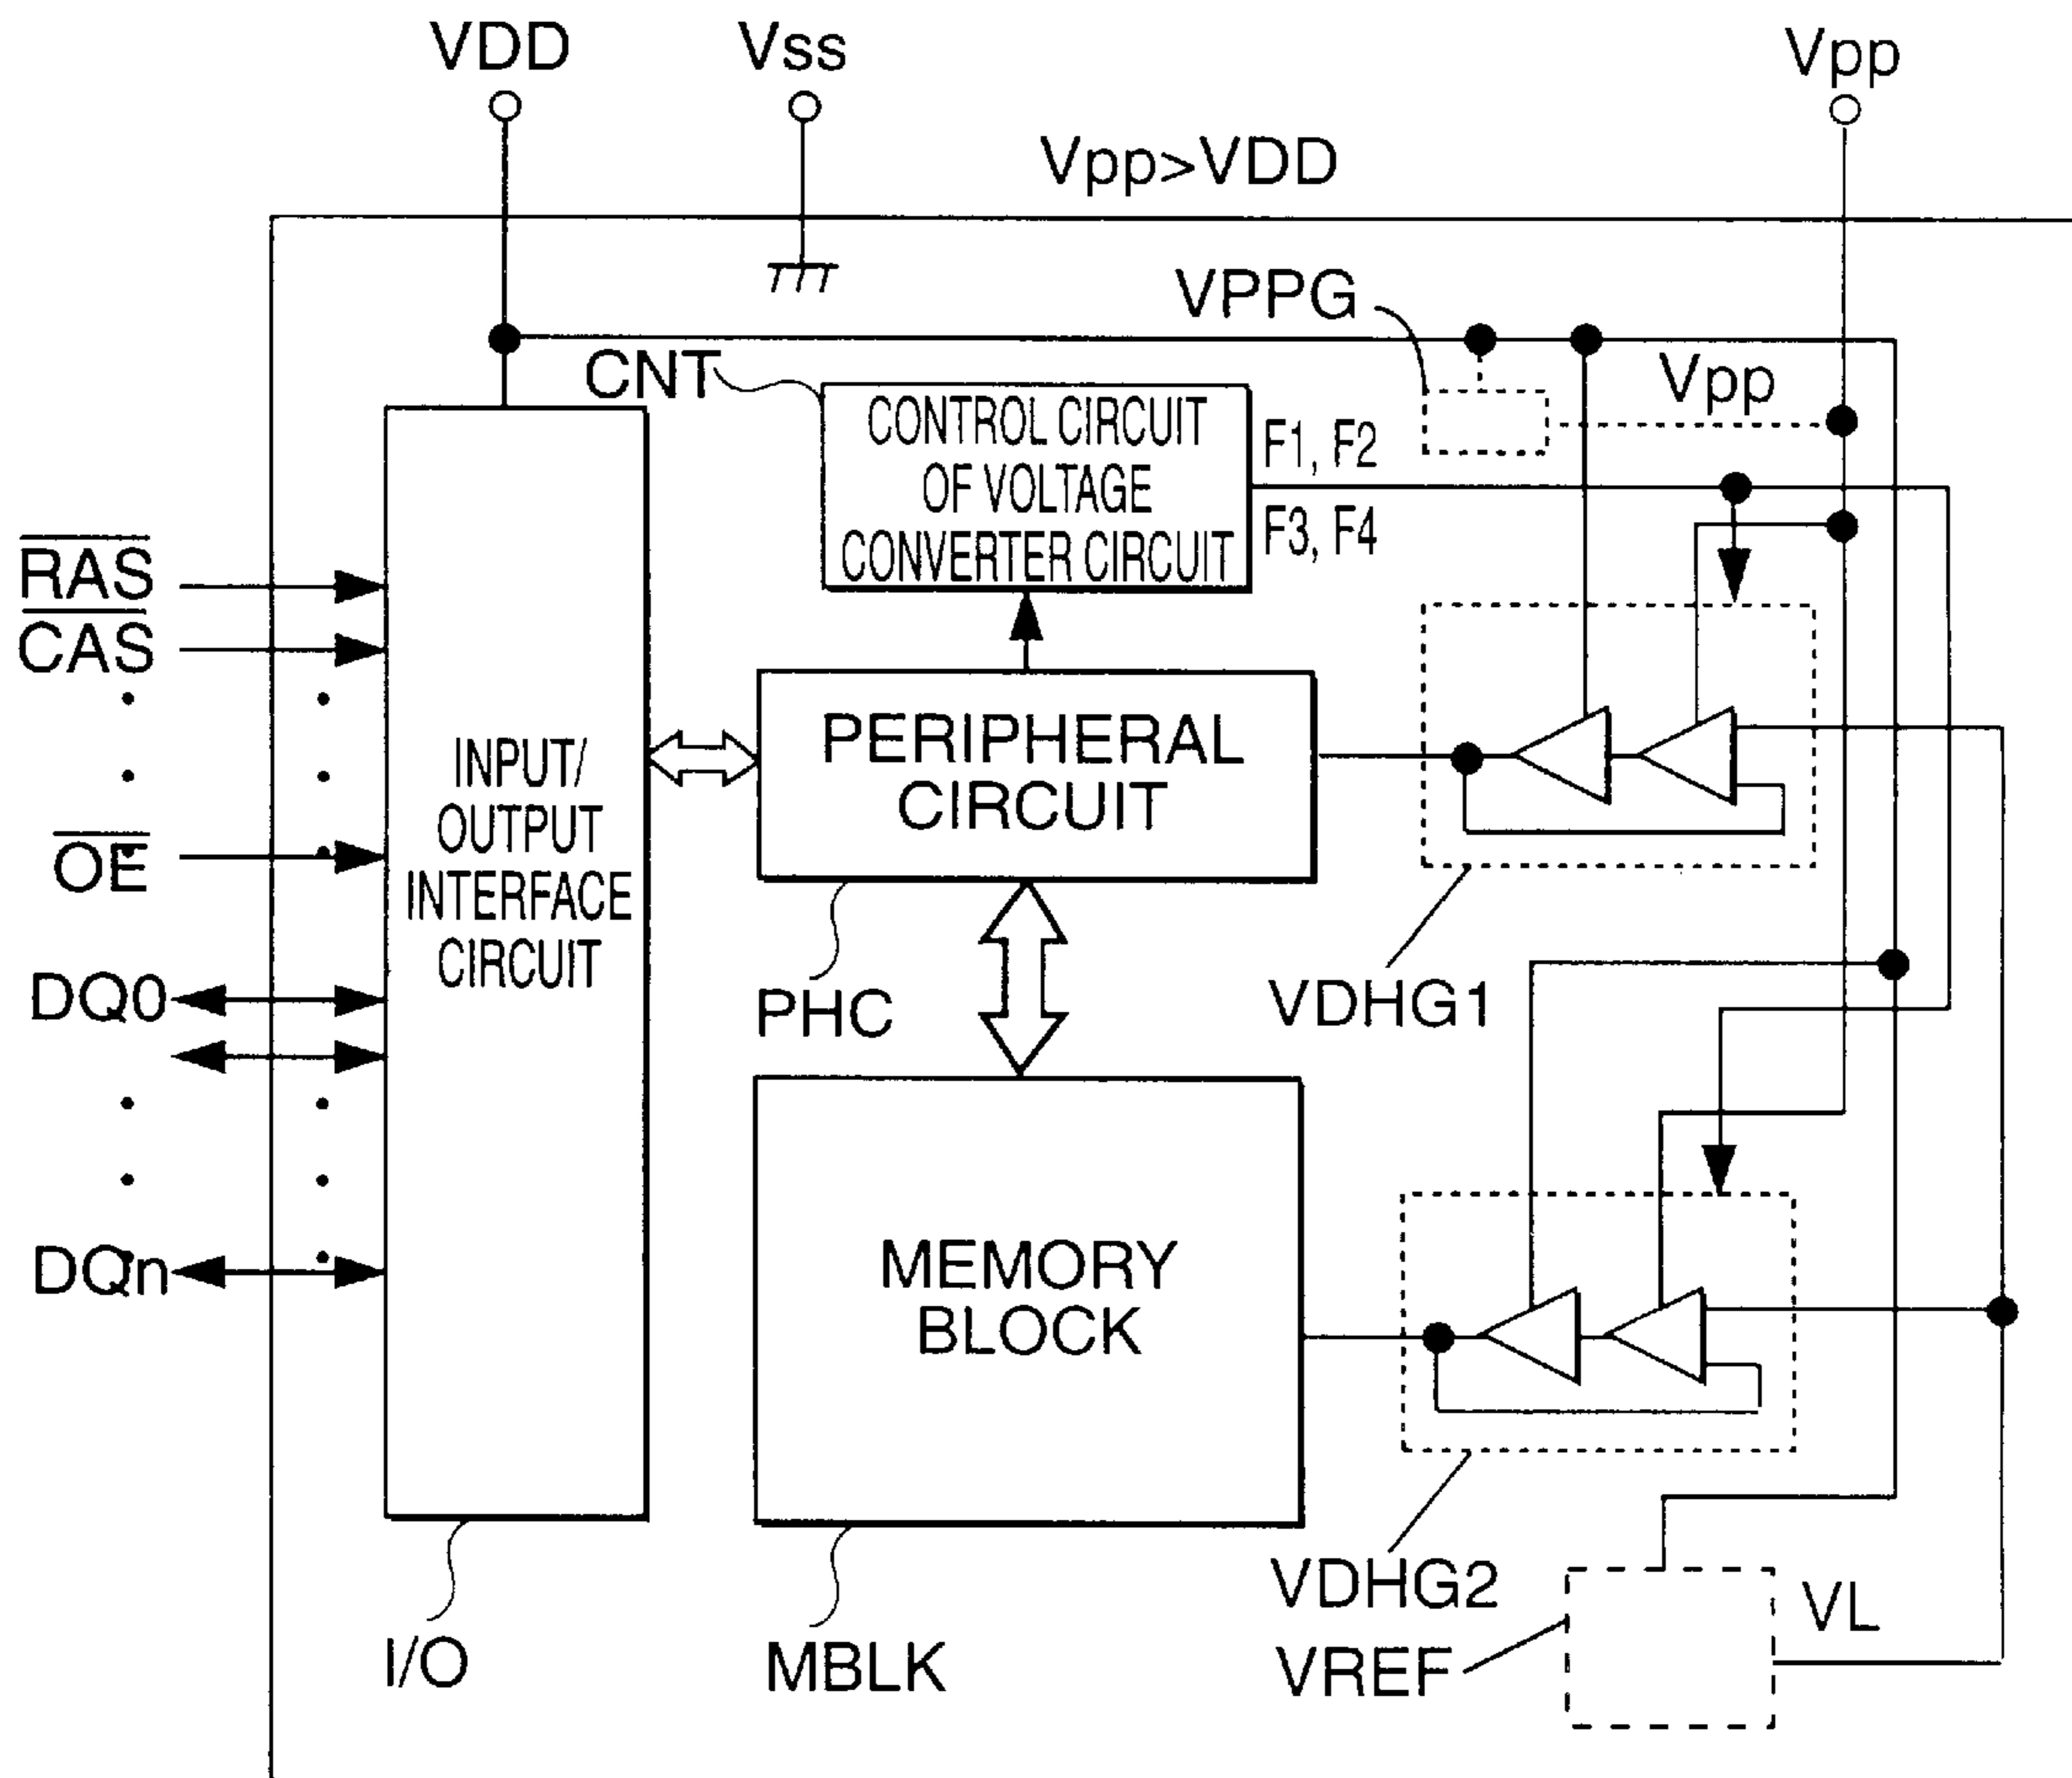 VDD
Vss
Vpp
Vpp>VDD
VPPG
CNT
Vpp
CONTROL CIRCUIT
OF VOLTAGE
CONVERTER CIRCUIT
F1, F2
F3, F4
RAS
CAS
OE
DQ0
DQn
INPUT/
OUTPUT
INTERFACE
CIRCUIT
PERIPHERAL
CIRCUIT
PHC
VDHG1
MEMORY
BLOCK
VDHG2
VREF
VL
I/O
MBLK